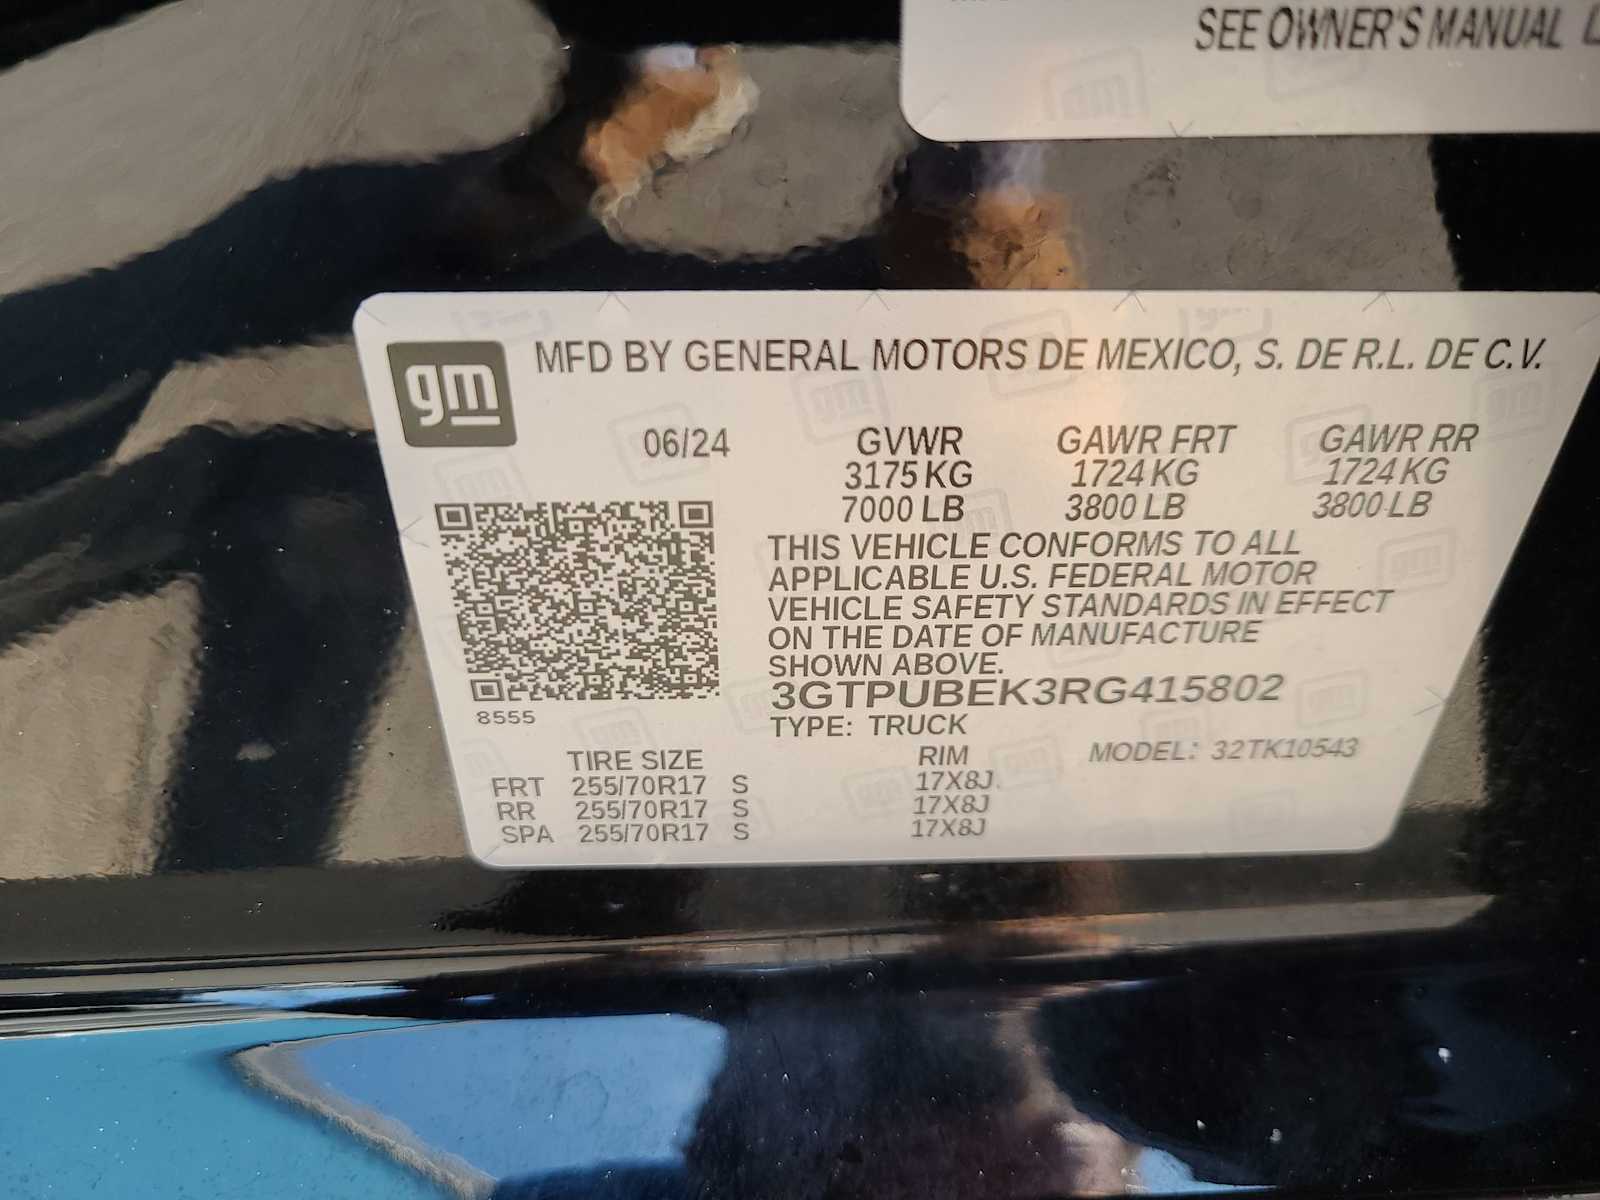 SEE OWNER'S MANUAL
gm
MFD BY GENERAL MOTORS DE MEXICO, S. DE R.L. DE C.V.
06/24 GVWR GAWR FRT GAWR RR
3175 KG 1724 KG 1724 KG
7000 LB 3800 LB 3800 LB
THIS VEHICLE CONFORMS TO ALL
APPLICABLE U.S. FEDERAL MOTOR
VEHICLE SAFETY STANDARDS IN EFFECT
ON THE DATE OF MANUFACTURE
SHOWN ABOVE.
3GTPUBEK3RG415802
8555
TYPE: TRUCK
TIRE SIZE RIM MODEL: 32TK10543
FRT 255/70R17 S 17X8J
RR 255/70R17 S 17X8J
SPA 255/70R17 S 17X8J